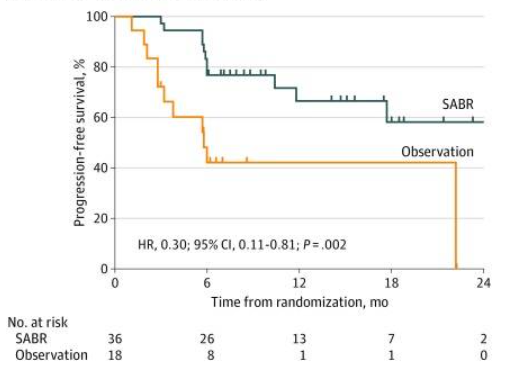 100
80
60
40
20
0
Progression-free survival, %
SABR
Observation
HR, 0.30; 95% CI, 0.11-0.81; P = .002
0 6 12 18 24
Time from randomization, mo
No. at risk
SABR 36 26 13 7 2
Observation 18 8 1 1 0